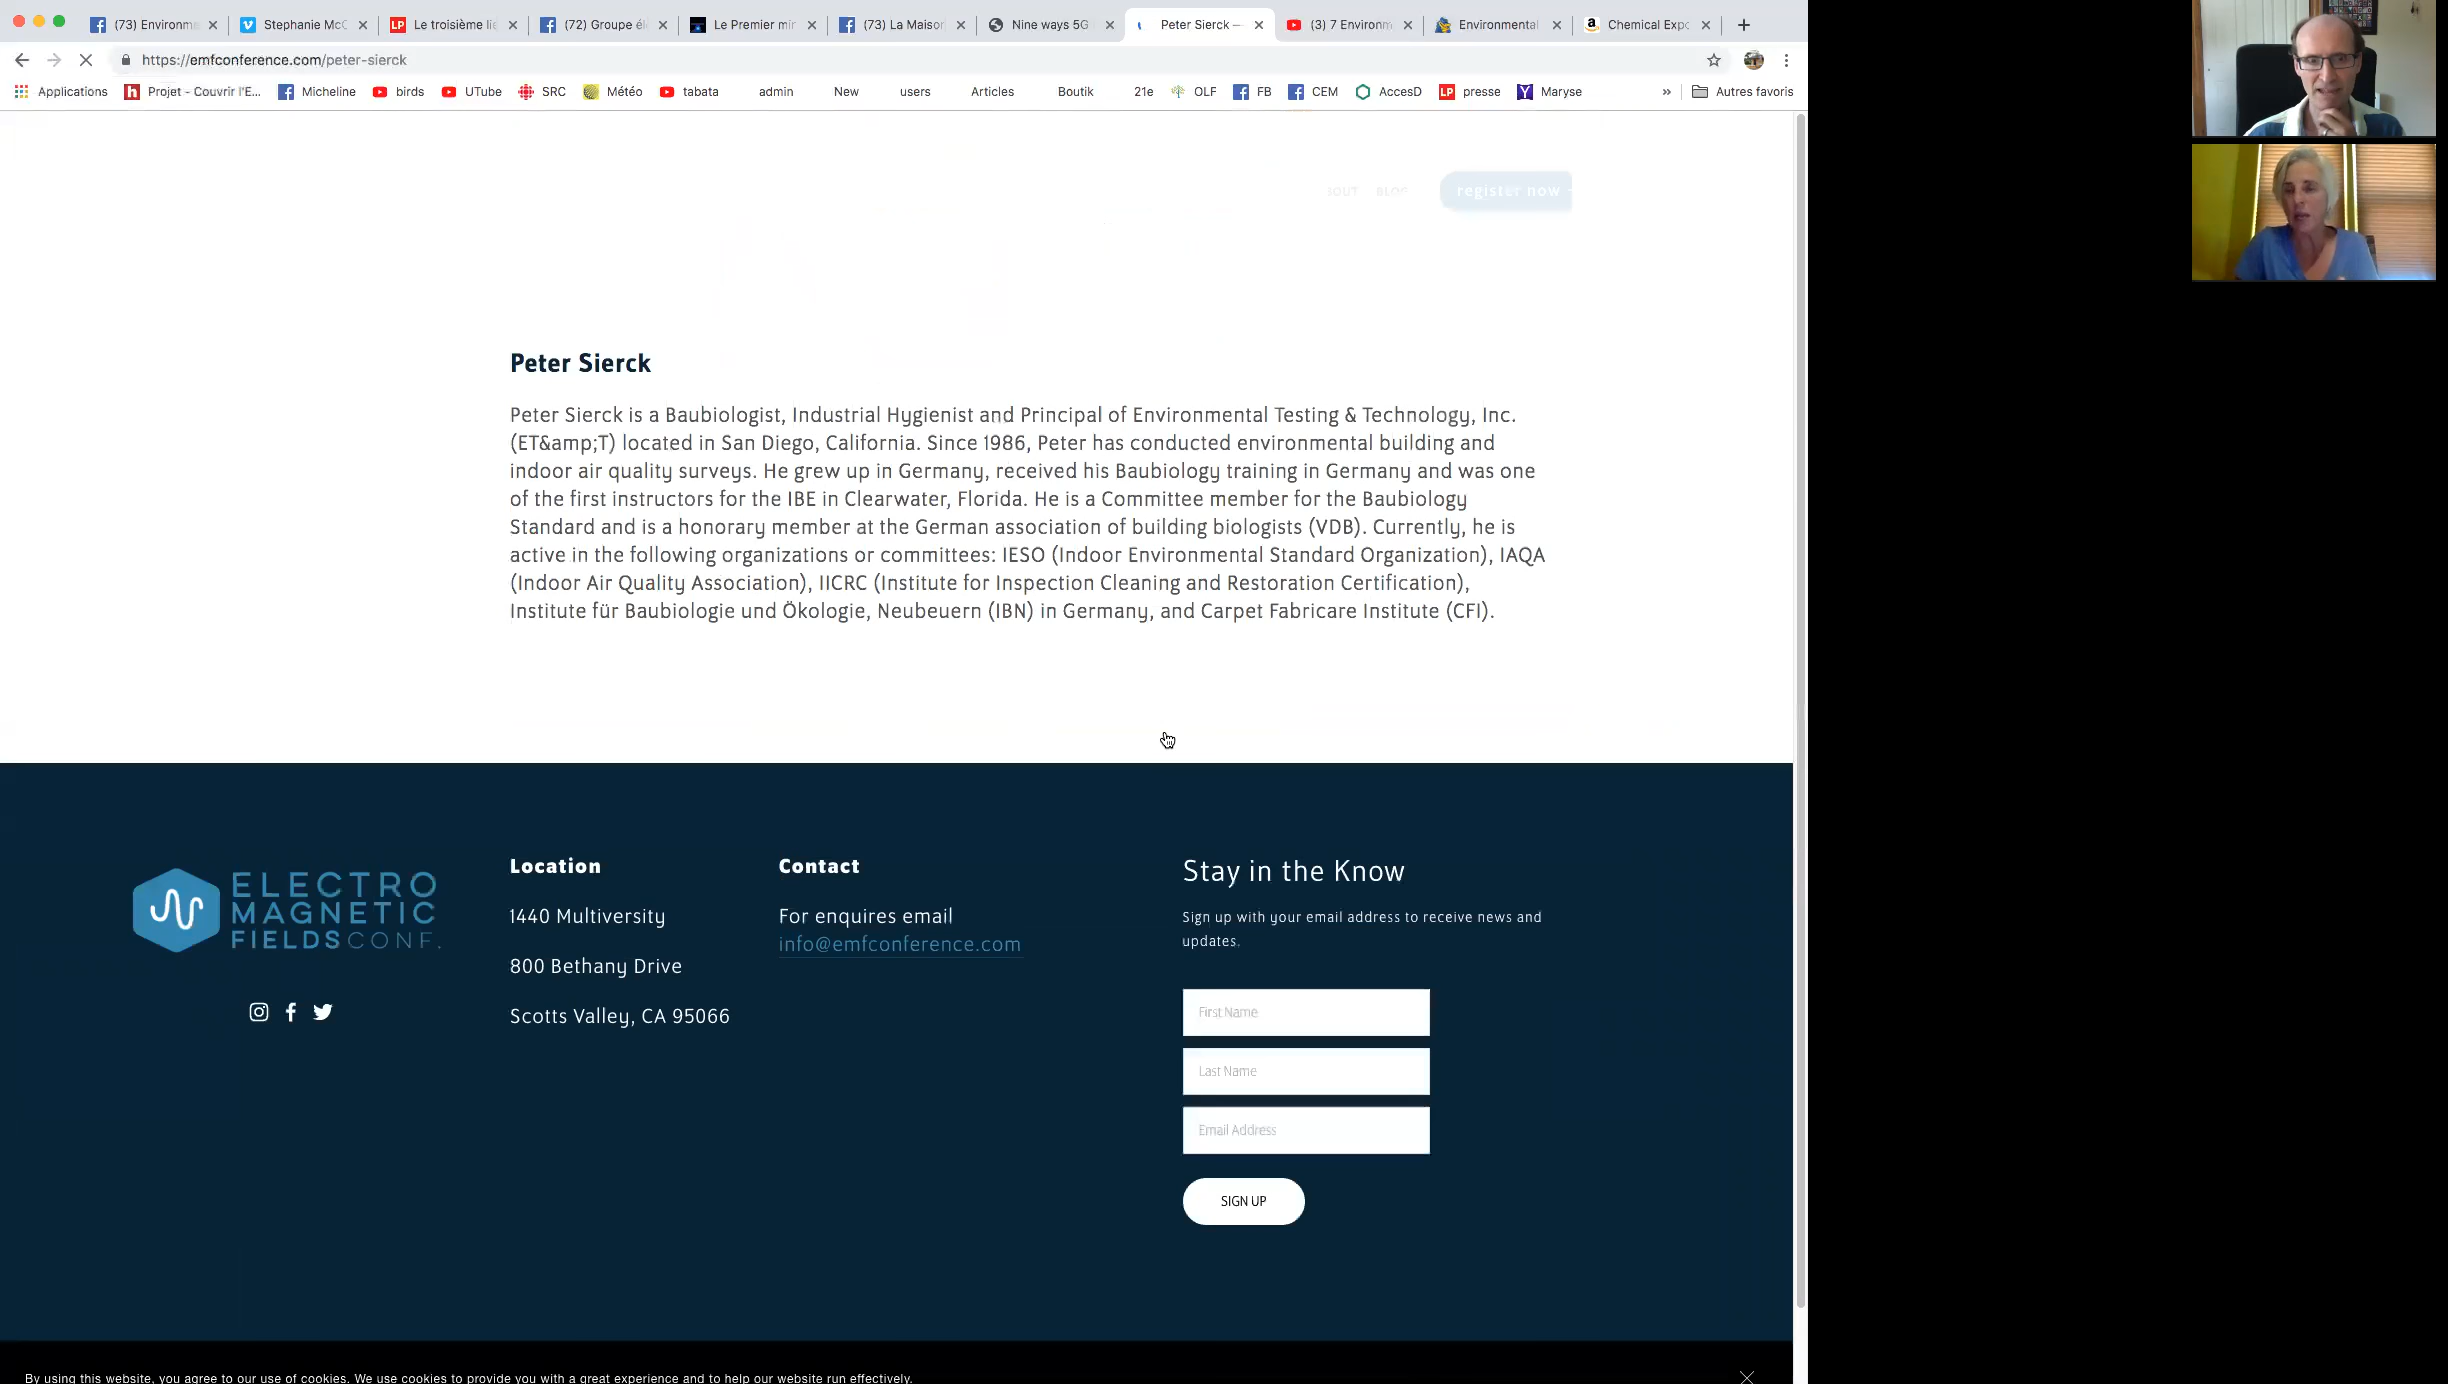 (73) Environm
Stephanie McC
Le troisième lie
(72) Groupe éle
Le Premier mir
(73) La Maison
Nine ways 5G
Peter Sierck —
(3) 7 Environm
Environmental
Chemical Expo
https://emfconference.com/peter-sierck
Applications
Projet - Couvrir l'E...
Micheline
birds
UTube
SRC
Météo
tabata
admin
New
users
Articles
Boutik
21e
OLF
FB
CEM
AccesD
presse
Maryse
»
Autres favoris
BOUT
BLOG
register now
Peter Sierck
Peter Sierck is a Baubiologist, Industrial Hygienist and Principal of Environmental Testing & Technology, Inc.
(ET&amp;T) located in San Diego, California. Since 1986, Peter has conducted environmental building and
indoor air quality surveys. He grew up in Germany, received his Baubiology training in Germany and was one
of the first instructors for the IBE in Clearwater, Florida. He is a Committee member for the Baubiology
Standard and is a honorary member at the German association of building biologists (VDB). Currently, he is
active in the following organizations or committees: IESO (Indoor Environmental Standard Organization), IAQA
(Indoor Air Quality Association), IICRC (Institute for Inspection Cleaning and Restoration Certification),
Institute für Baubiologie und Ökologie, Neubeuern (IBN) in Germany, and Carpet Fabricare Institute (CFI).
ELECTRO
MAGNETIC
FIELDSCONF.
Location
1440 Multiversity
800 Bethany Drive
Scotts Valley, CA 95066
Contact
For enquires email
info@emfconference.com
Stay in the Know
Sign up with your email address to receive news and
updates.
First Name
Last Name
Email Address
SIGN UP
By using this website, you agree to our use of cookies. We use cookies to provide you with a great experience and to help our website run effectively.